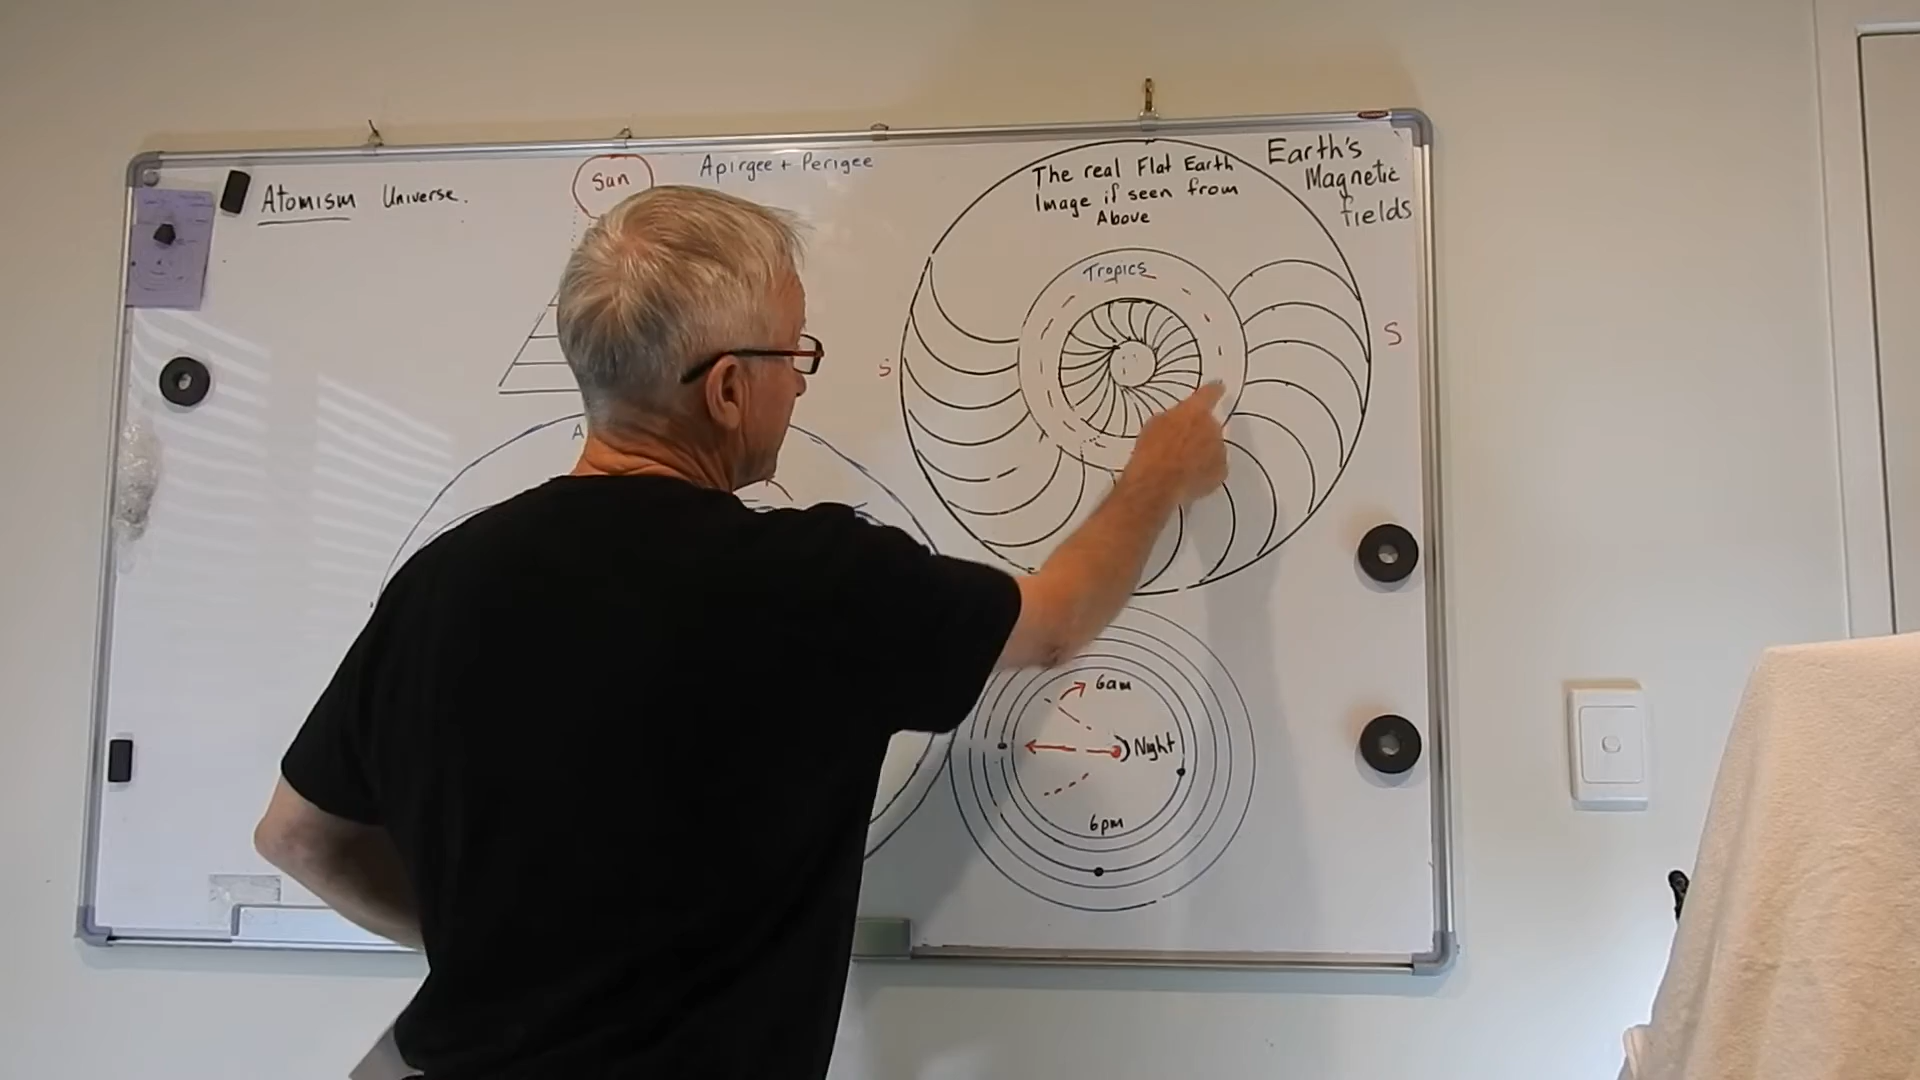 Atomism Universe.
Sun
Apirgee + Perigee
The real Flat Earth
Image if seen from
Above
Earth's
Magnetic
fields
Tropics
S
S
A
6am
Night
6pm